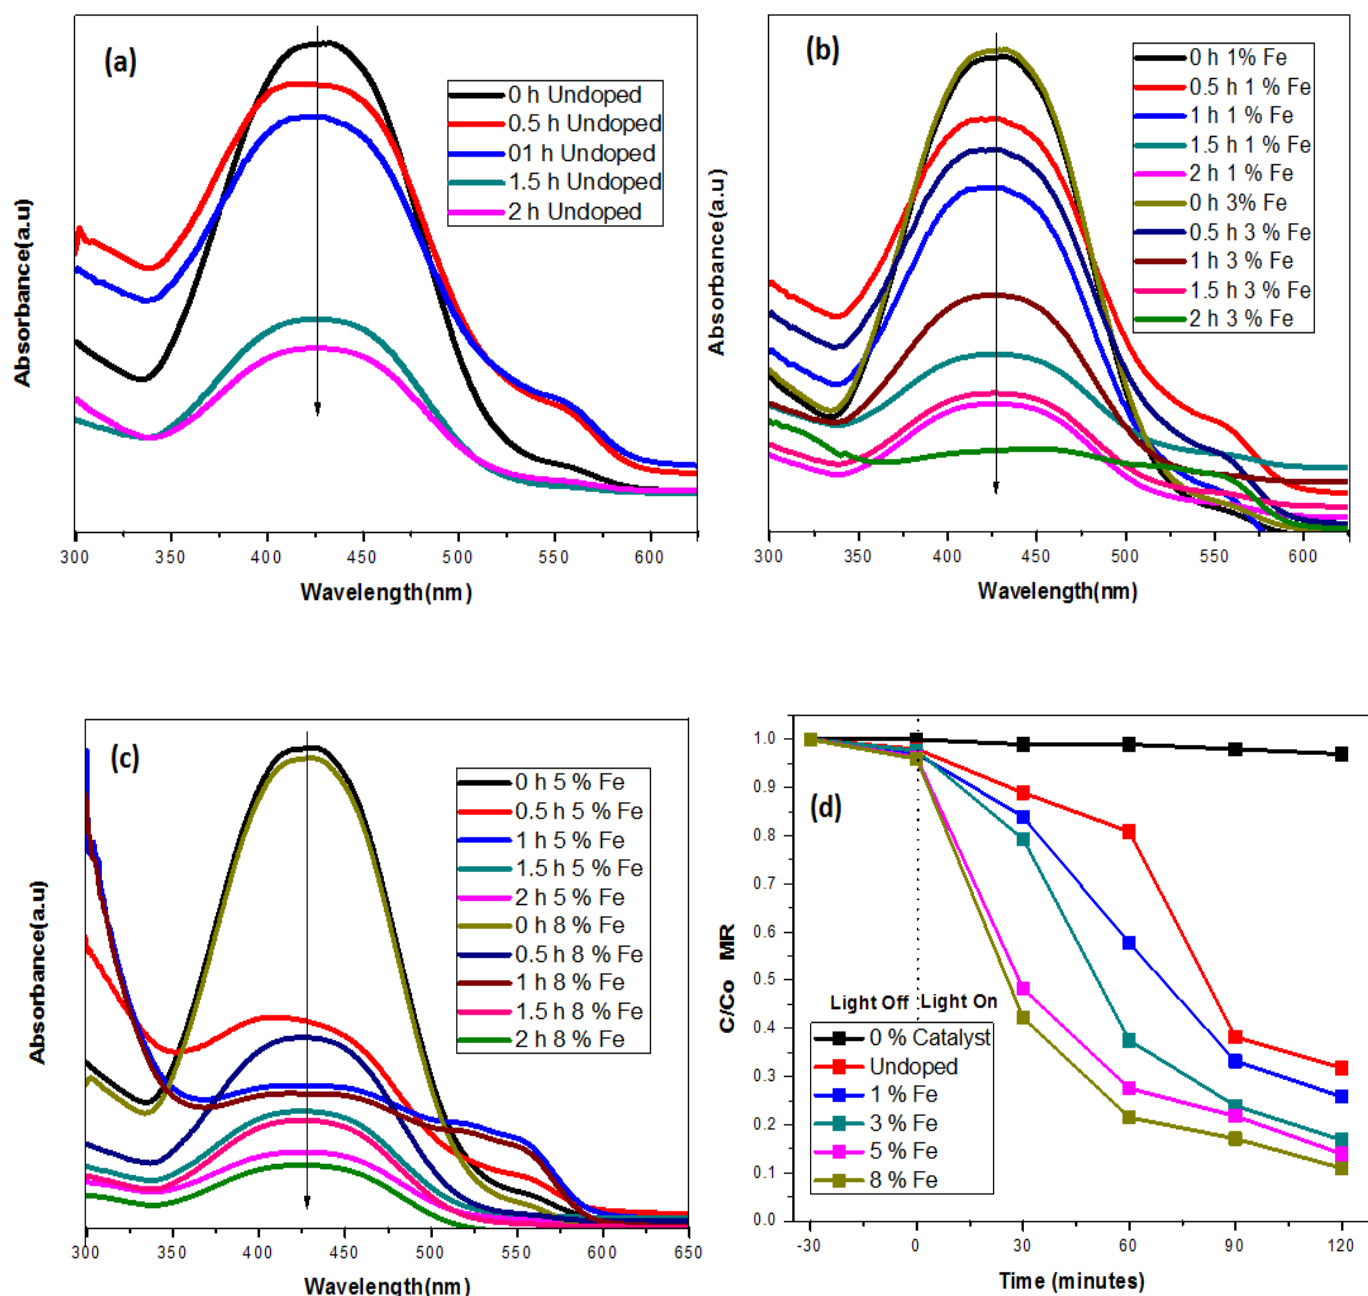 (a)
0 h Undoped
0.5 h Undoped
01 h Undoped
1.5 h Undoped
2 h Undoped
Absorbance(a.u)
300 350 400 450 500 550 600
Wavelength(nm)
(b)
0 h 1% Fe
0.5 h 1 % Fe
1 h 1 % Fe
1.5 h 1 % Fe
2 h 1 % Fe
0 h 3% Fe
0.5 h 3 % Fe
1 h 3 % Fe
1.5 h 3 % Fe
2 h 3 % Fe
Absorbance(a.u)
300 350 400 450 500 550 600
Wavelength(nm)
(c)
0 h 5 % Fe
0.5 h 5 % Fe
1 h 5 % Fe
1.5 h 5 % Fe
2 h 5 % Fe
0 h 8 % Fe
0.5 h 8 % Fe
1 h 8 % Fe
1.5 h 8 % Fe
2 h 8 % Fe
Absorbance(a.u)
300 350 400 450 500 550 600 650
Wavelength(nm)
(d)
1.0
0.9
0.8
0.7
0.6
0.5
0.4
0.3
0.2
0.1
0.0
C/Co MR
Light Off Light On
0 % Catalyst
Undoped
1 % Fe
3 % Fe
5 % Fe
8 % Fe
-30 0 30 60 90 120
Time (minutes)